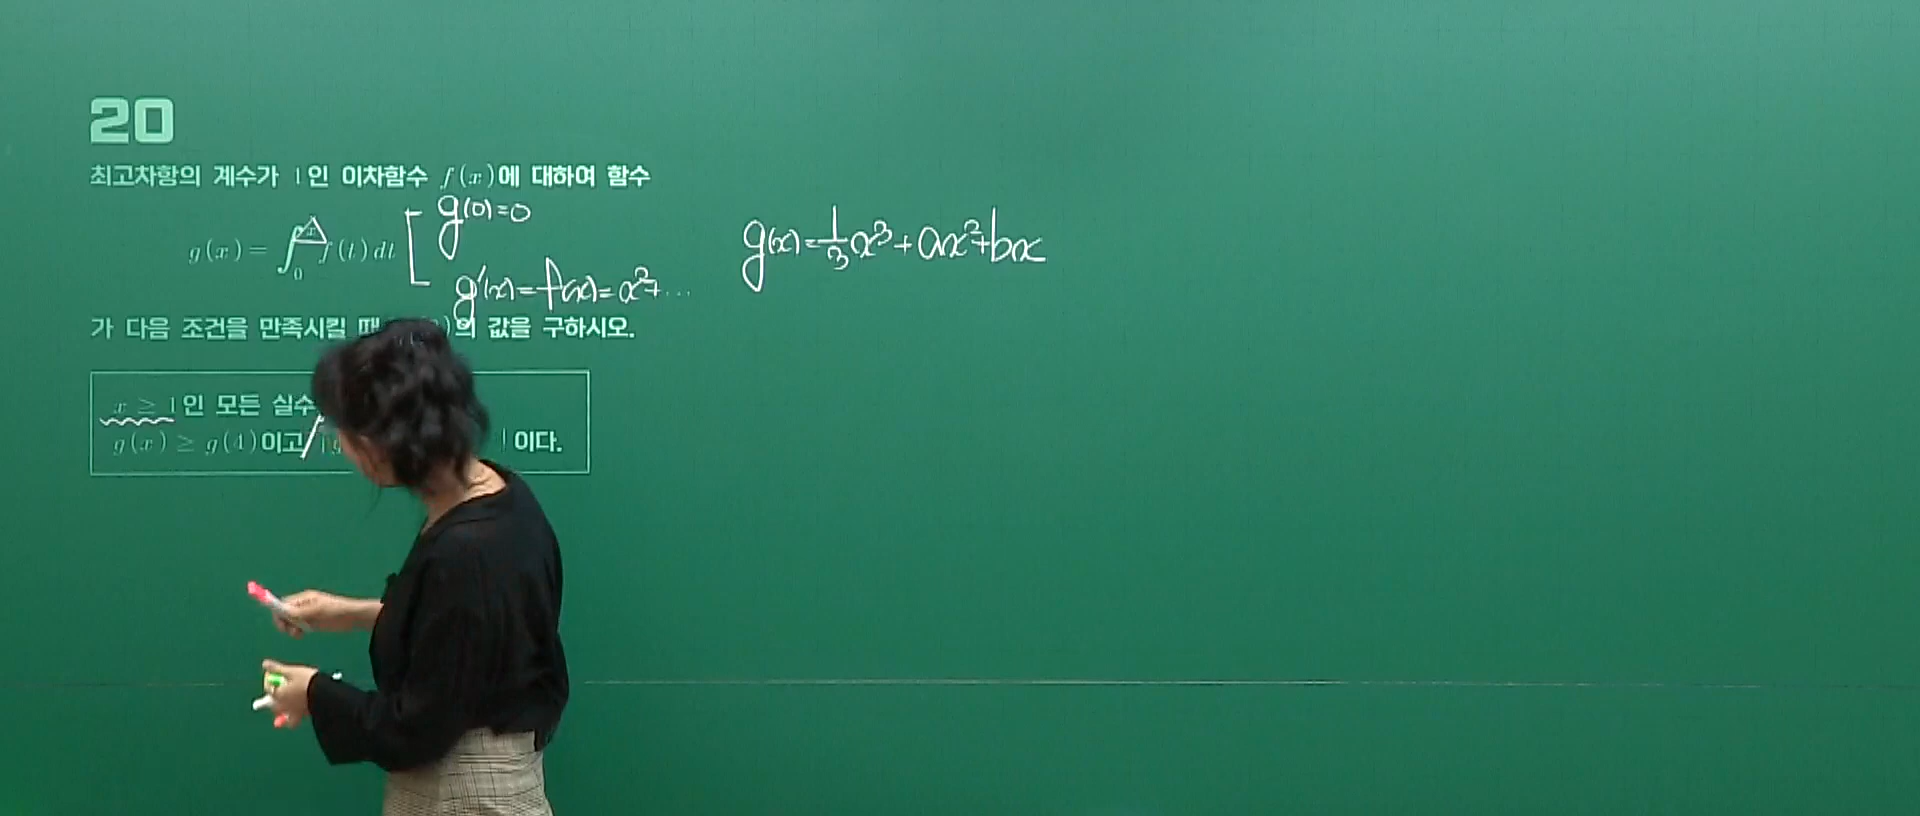 20
최고차항의 계수가 1인 이차함수 f(x)에 대하여 함수
g(x) = ∫₀ˣ f(t) dt
g(0)=0
g'(x)=f(x)=x²+…
g(x)=1/3x³+ax²+bx
가 다음 조건을 만족시킬 때 의 값을 구하시오.
x ≥ 1인 모든 실수
g(x) ≥ g(4)이고 |g | 이다.